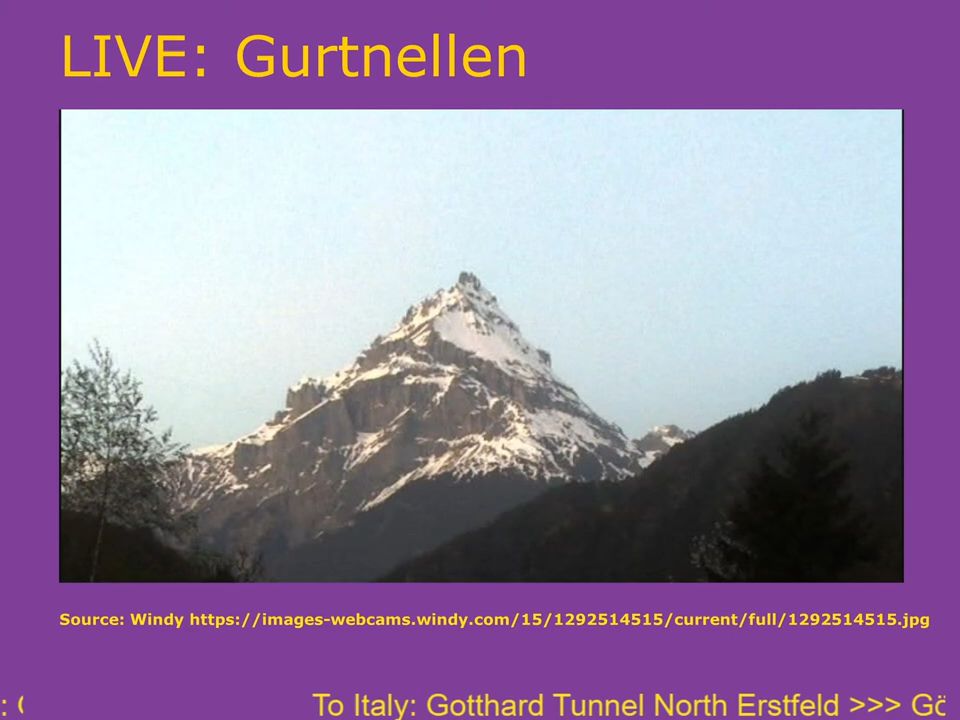 LIVE: Gurtnellen
Source: Windy https://images-webcams.windy.com/15/1292514515/current/full/1292514515.jpg
To Italy: Gotthard Tunnel North Erstfeld >>> Gö